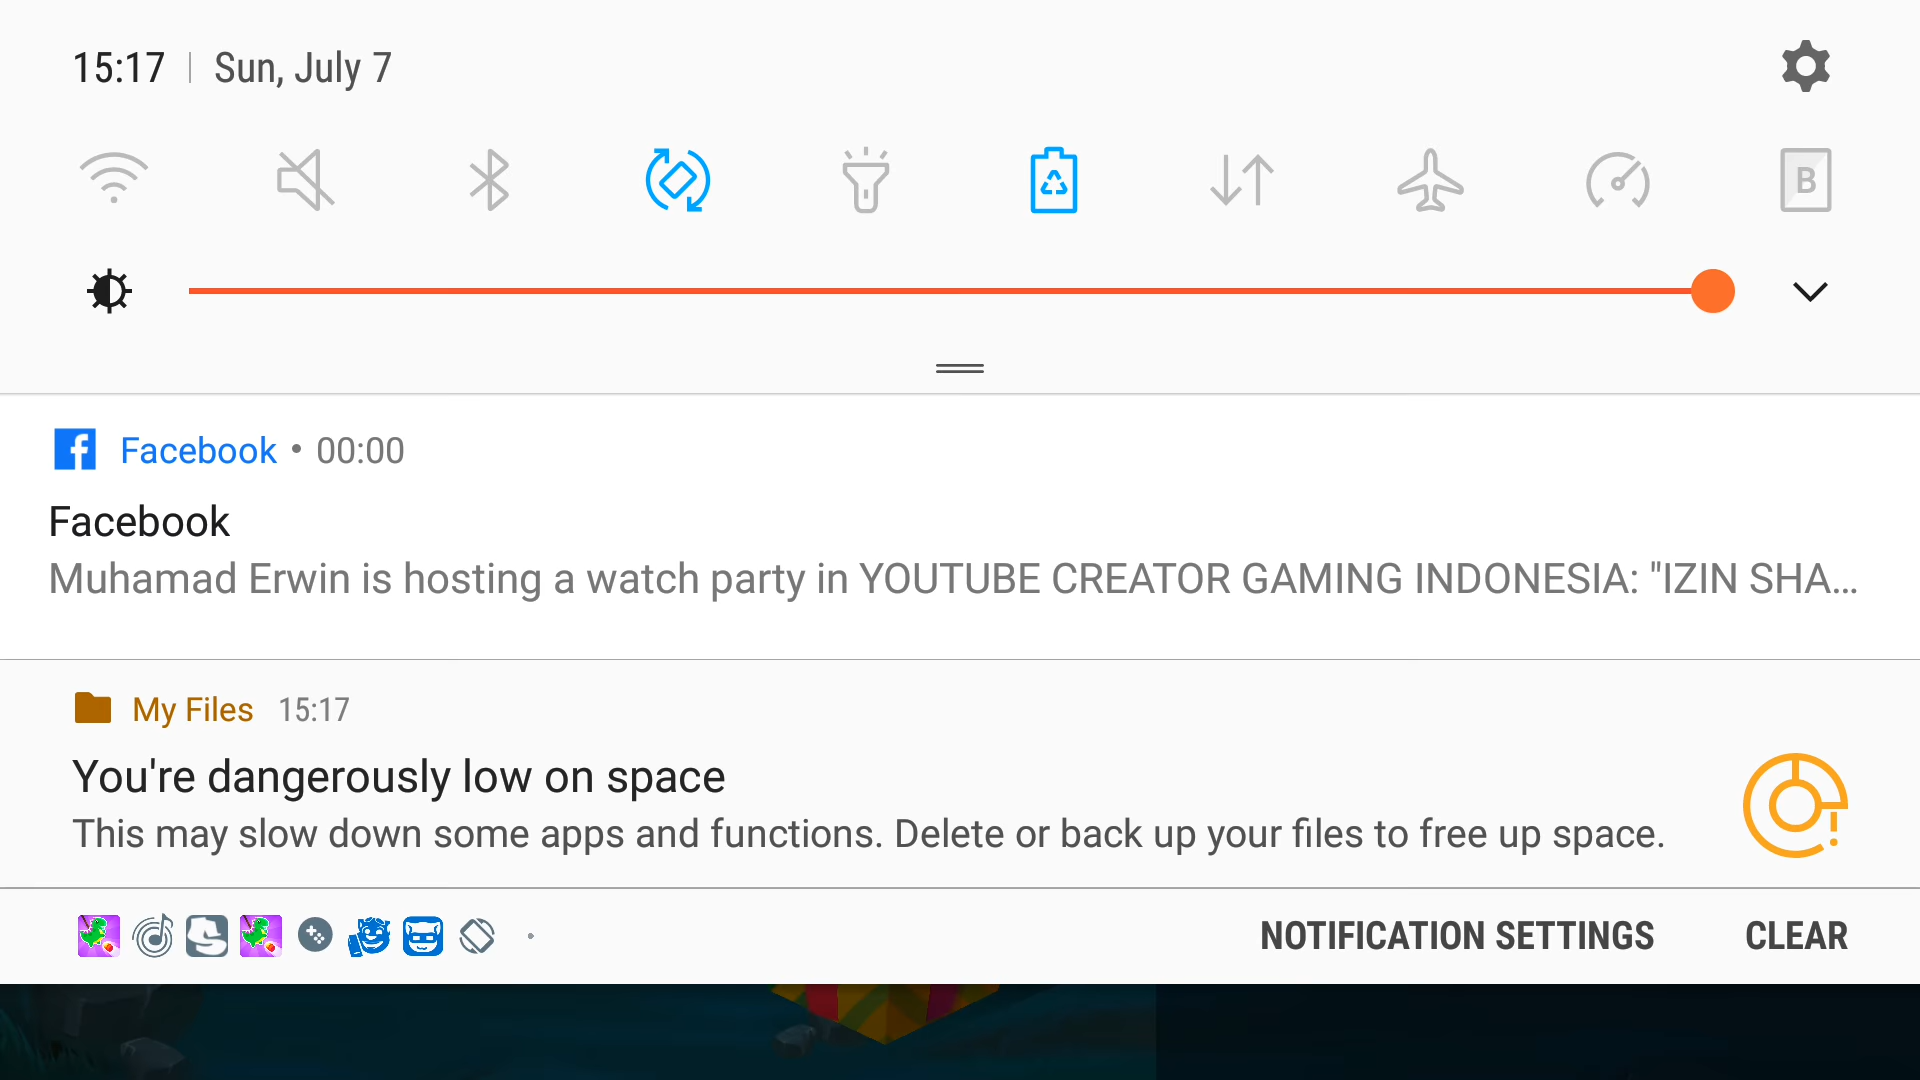 15:17 | Sun, July 7
B
Facebook • 00:00
Facebook
Muhamad Erwin is hosting a watch party in YOUTUBE CREATOR GAMING INDONESIA: "IZIN SHA...
My Files 15:17
You're dangerously low on space
This may slow down some apps and functions. Delete or back up your files to free up space.
NOTIFICATION SETTINGS CLEAR